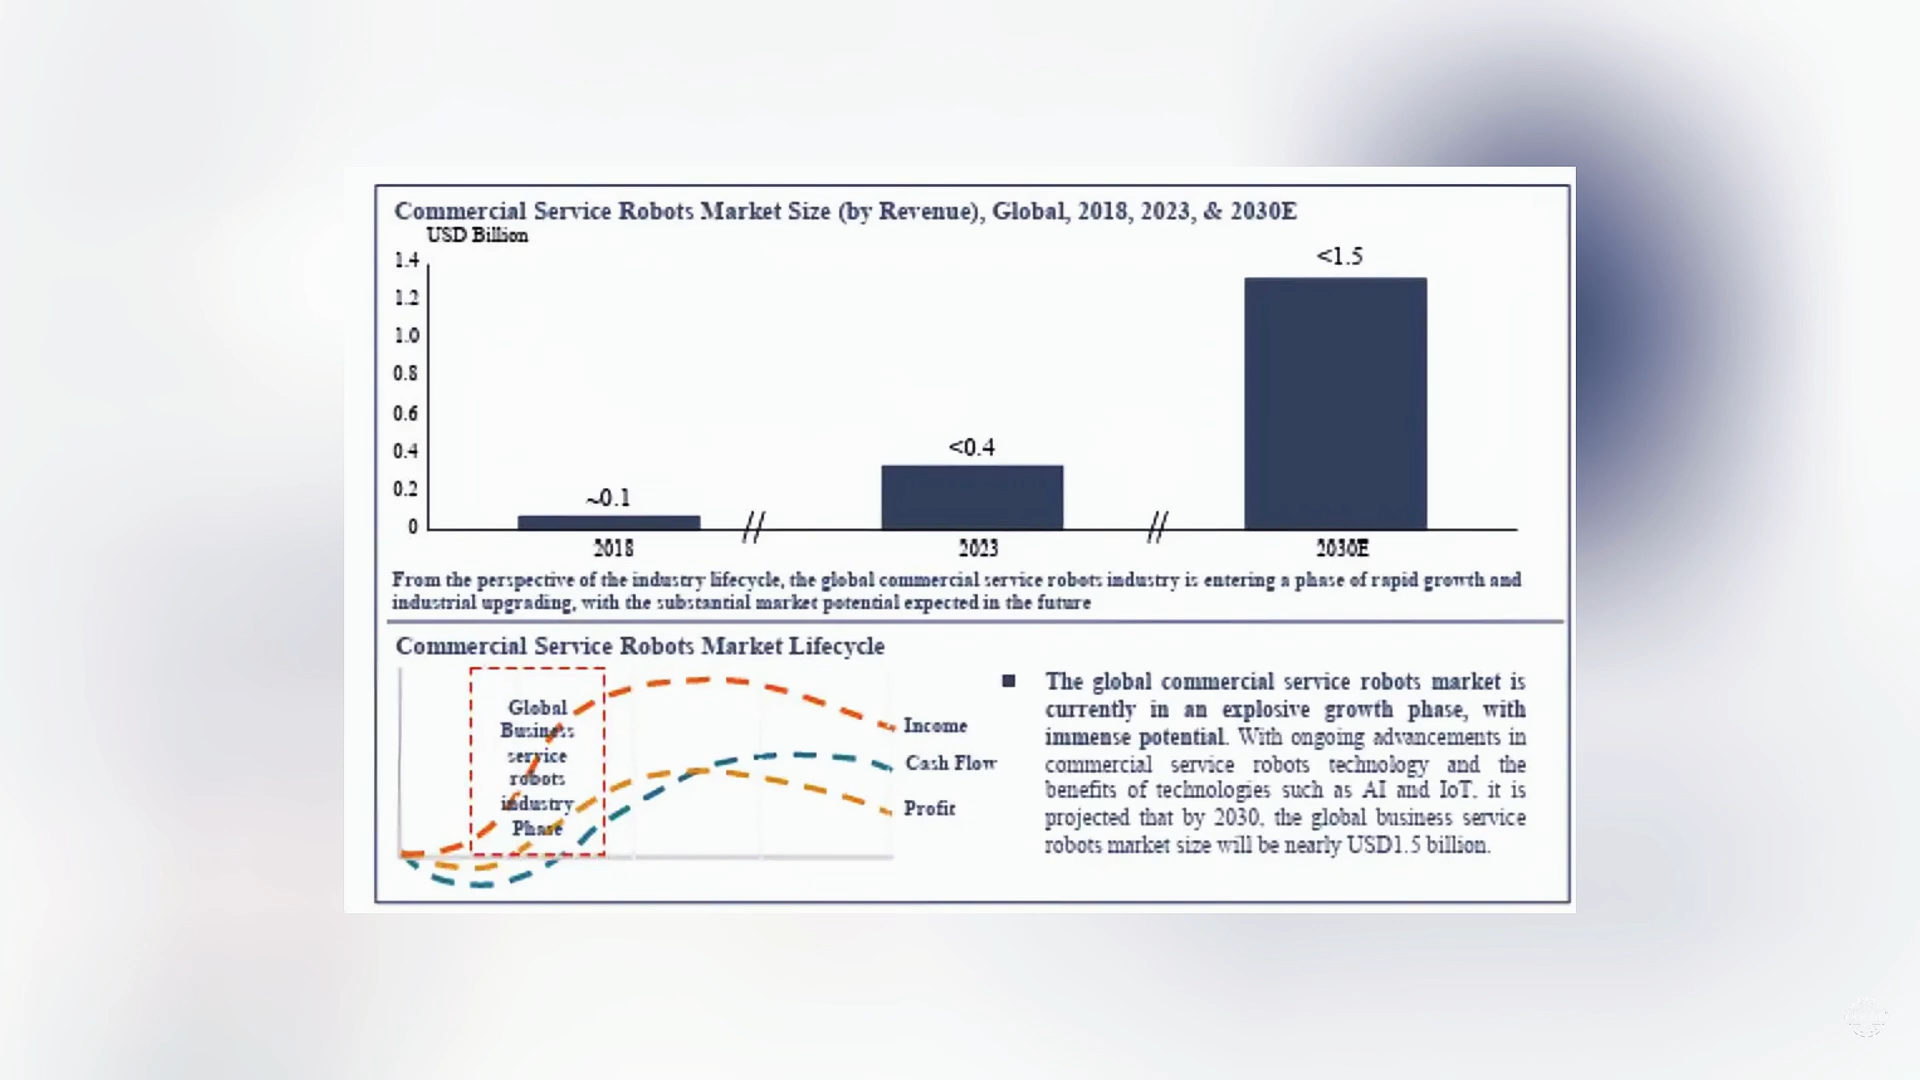 Commercial Service Robots Market Size (by Revenue), Global, 2018, 2023, & 2030E
USD Billion
1.4
1.2
1.0
0.8
0.6
0.4
0.2
0
~0.1
<0.4
<1.5
2018
2023
2030E
From the perspective of the industry lifecycle, the global commercial service robots industry is entering a phase of rapid growth and
industrial upgrading, with the substantial market potential expected in the future
Commercial Service Robots Market Lifecycle
Global
Business
service
robots
industry
Phase
Income
Cash Flow
Profit
■ The global commercial service robots market is
currently in an explosive growth phase, with
immense potential. With ongoing advancements in
commercial service robots technology and the
benefits of technologies such as AI and IoT, it is
projected that by 2030, the global business service
robots market size will be nearly USD1.5 billion.